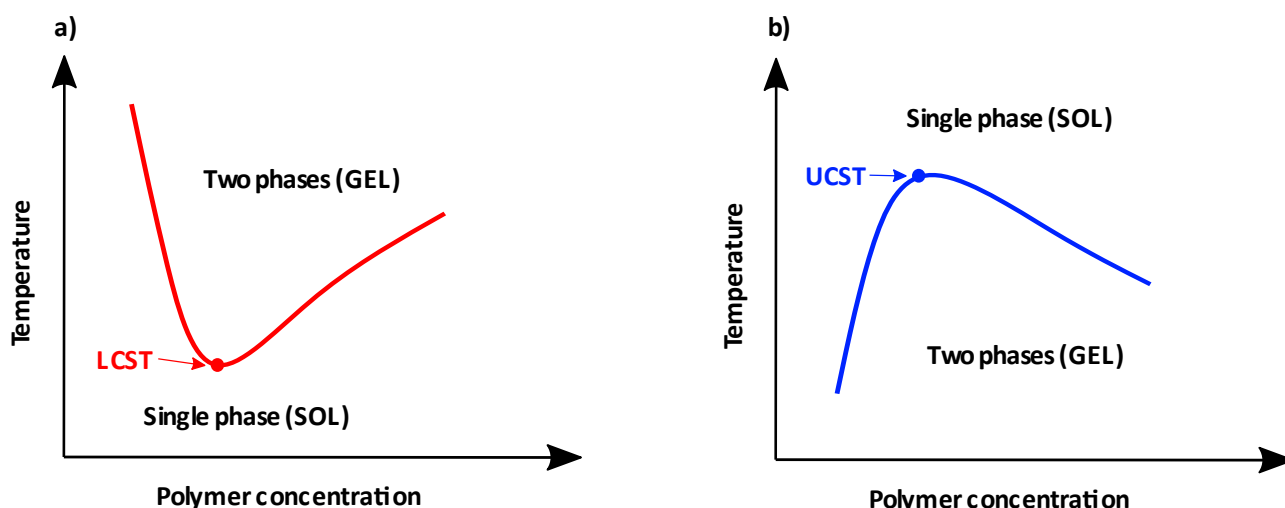 a)
Temperature
Two phases (GEL)
LCST
Single phase (SOL)
Polymer concentration
b)
Temperature
Single phase (SOL)
UCST
Two phases (GEL)
Polymer concentration